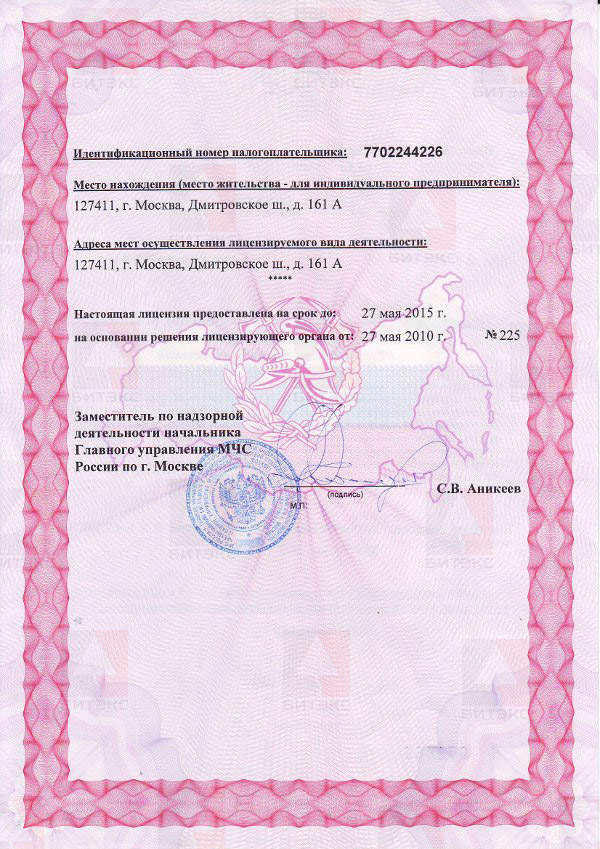 Идентификационный номер налогоплательщика: 7702244226
Место нахождения (место жительства - для индивидуального предпринимателя):
127411, г. Москва, Дмитровское ш., д. 161 А
Адреса мест осуществления лицензируемого вида деятельности:
127411, г. Москва, Дмитровское ш., д. 161 А
*****
Настоящая лицензия предоставлена на срок до: 27 мая 2015 г.
на основании решения лицензирующего органа от: 27 мая 2010 г. № 225
Заместитель по надзорной
деятельности начальника
Главного управления МЧС
России по г. Москве
(подпись)
С.В. Аникеев
М.П.